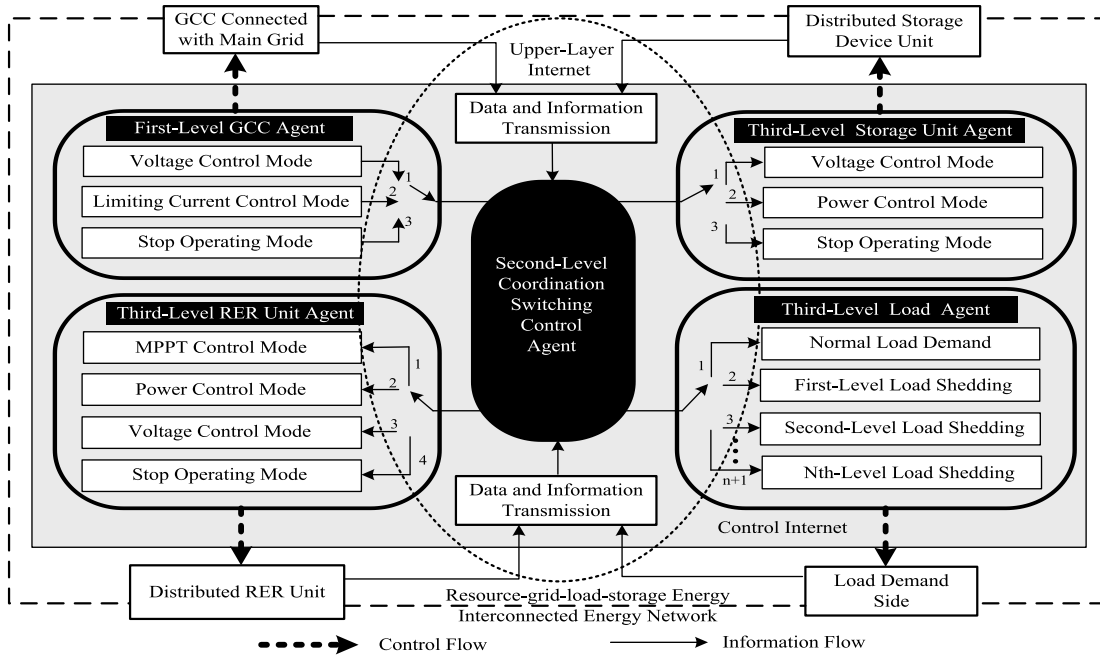 GCC Connected
with Main Grid
Upper-Layer
Internet
Distributed Storage
Device Unit
Data and Information
Transmission
First-Level GCC Agent
Voltage Control Mode
Limiting Current Control Mode
Stop Operating Mode
1
2
3
Third-Level Storage Unit Agent
Voltage Control Mode
Power Control Mode
Stop Operating Mode
1
2
3
Second-Level
Coordination
Switching
Control
Agent
Third-Level RER Unit Agent
MPPT Control Mode
Power Control Mode
Voltage Control Mode
Stop Operating Mode
1
2
3
4
Third-Level Load Agent
Normal Load Demand
First-Level Load Shedding
Second-Level Load Shedding
Nth-Level Load Shedding
1
2
3
n+1
Data and Information
Transmission
Control Internet
Distributed RER Unit
Resource-grid-load-storage Energy
Interconnected Energy Network
Load Demand
Side
Control Flow
Information Flow